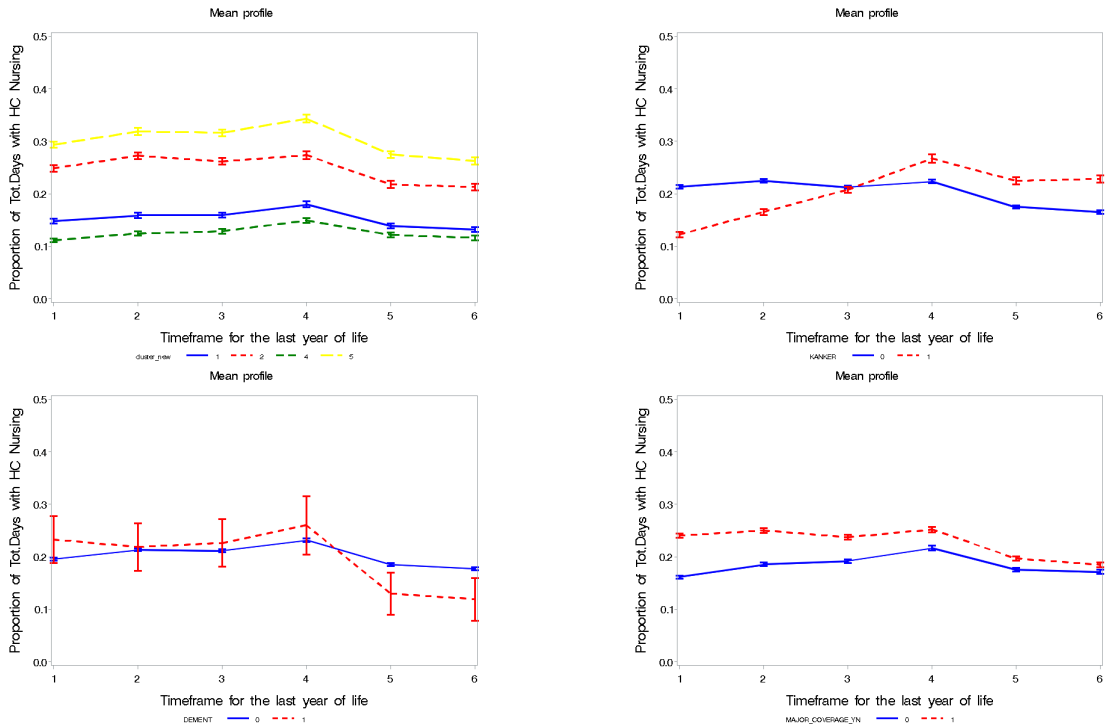 Mean profile
Proportion of Tot.Days with HC Nursing
0.5
0.4
0.3
0.2
0.1
0.0
1 2 3 4 5 6
Timeframe for the last year of life
cluster_new 1 2 4 5
Mean profile
Proportion of Tot.Days with HC Nursing
0.5
0.4
0.3
0.2
0.1
0.0
1 2 3 4 5 6
Timeframe for the last year of life
KANKER 0 1
Mean profile
Proportion of Tot.Days with HC Nursing
0.5
0.4
0.3
0.2
0.1
0.0
1 2 3 4 5 6
Timeframe for the last year of life
DEMENT 0 1
Mean profile
Proportion of Tot.Days with HC Nursing
0.5
0.4
0.3
0.2
0.1
0.0
1 2 3 4 5 6
Timeframe for the last year of life
MAJOR_COVERAGE_YN 0 1